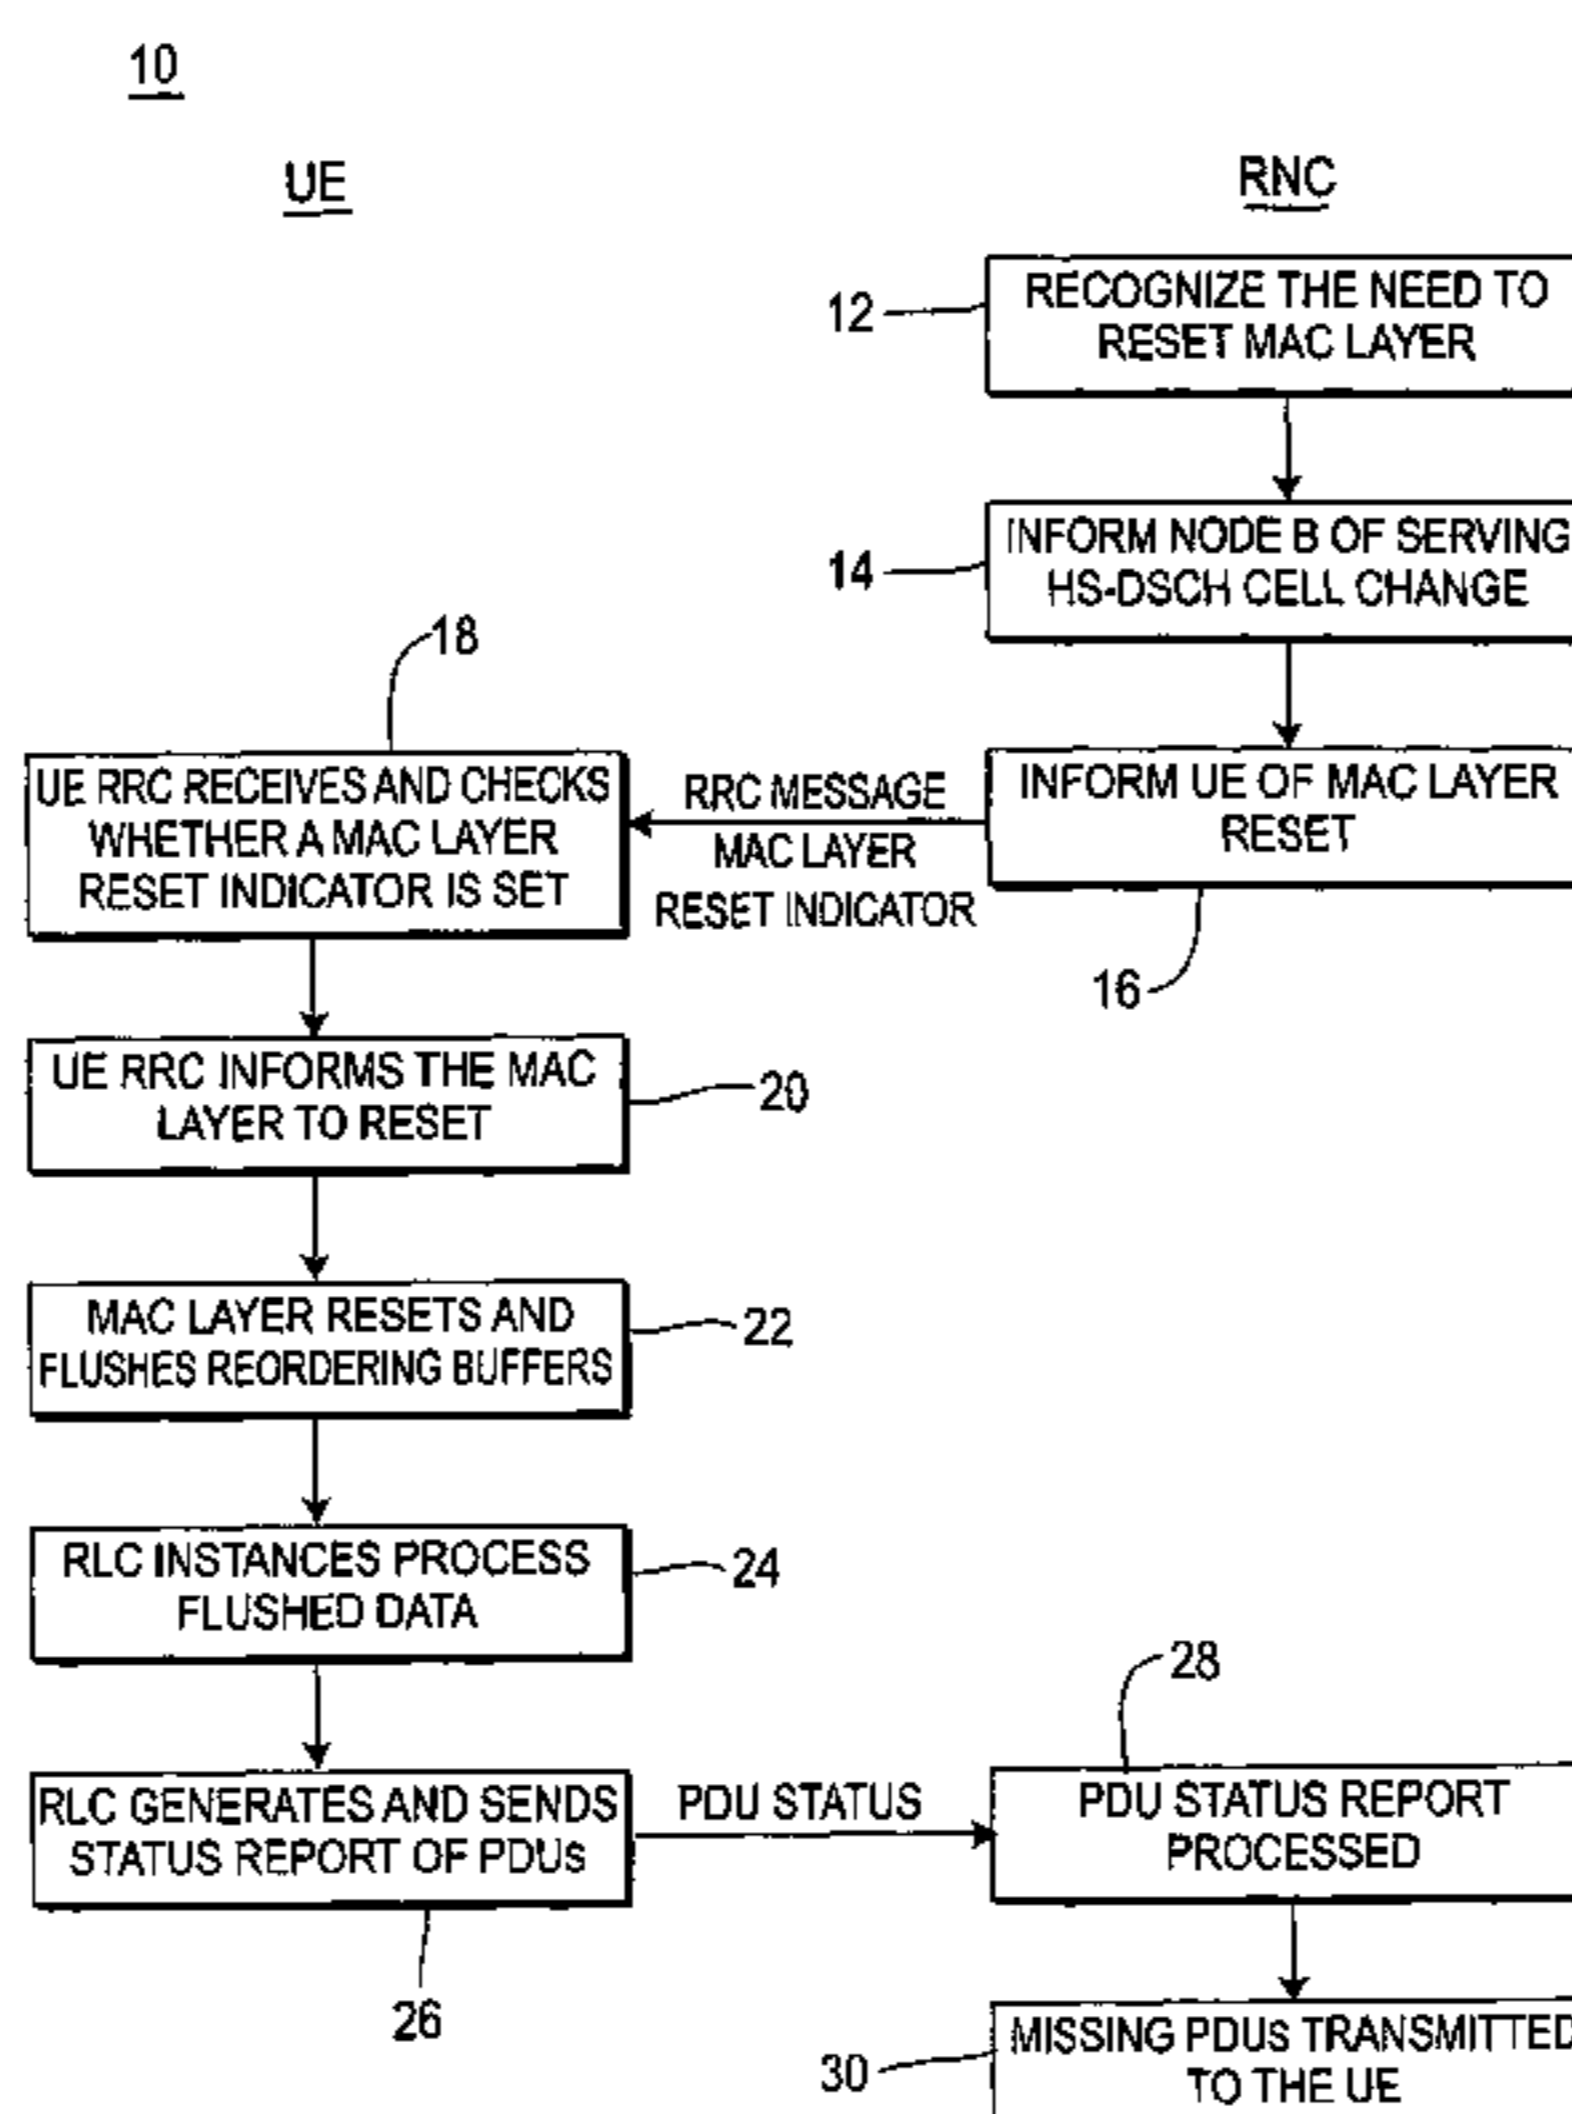 10
UE
RNC
12
RECOGNIZE THE NEED TO
RESET MAC LAYER
14
INFORM NODE B OF SERVING
HS-DSCH CELL CHANGE
16
INFORM UE OF MAC LAYER
RESET
RRC MESSAGE
MAC LAYER
RESET INDICATOR
18
UE RRC RECEIVES AND CHECKS
WHETHER A MAC LAYER
RESET INDICATOR IS SET
UE RRC INFORMS THE MAC
LAYER TO RESET
20
MAC LAYER RESETS AND
FLUSHES REORDERING BUFFERS
22
RLC INSTANCES PROCESS
FLUSHED DATA
24
RLC GENERATES AND SENDS
STATUS REPORT OF PDUs
26
PDU STATUS
28
PDU STATUS REPORT
PROCESSED
30
MISSING PDUs TRANSMITTED
TO THE UE